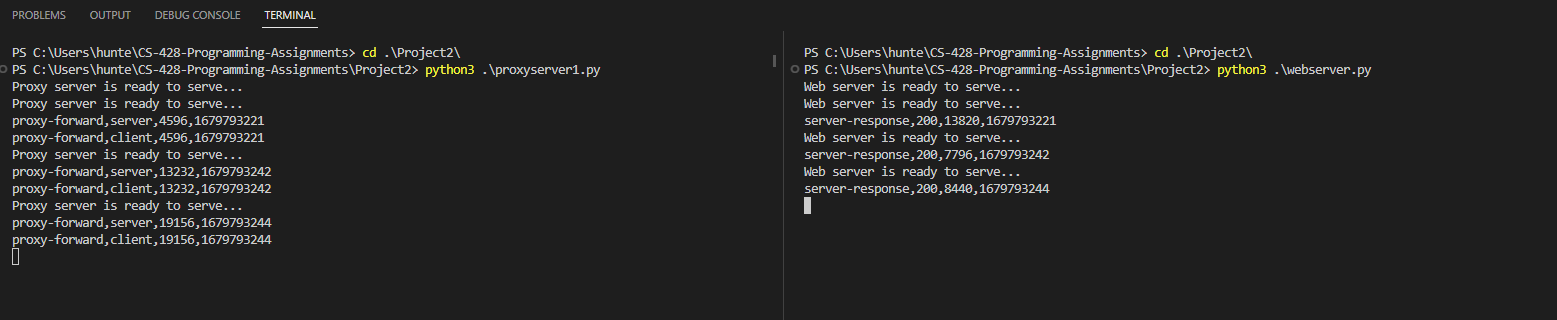 PROBLEMS OUTPUT DEBUG CONSOLE TERMINAL
PS C:\Users\hunte\CS-428-Programming-Assignments> cd .\Project2\
PS C:\Users\hunte\CS-428-Programming-Assignments\Project2> python3 .\proxyserver1.py
Proxy server is ready to serve...
Proxy server is ready to serve...
proxy-forward,server,4596,1679793221
proxy-forward,client,4596,1679793221
Proxy server is ready to serve...
proxy-forward,server,13232,1679793242
proxy-forward,client,13232,1679793242
Proxy server is ready to serve...
proxy-forward,server,19156,1679793244
proxy-forward,client,19156,1679793244
PS C:\Users\hunte\CS-428-Programming-Assignments> cd .\Project2\
PS C:\Users\hunte\CS-428-Programming-Assignments\Project2> python3 .\webserver.py
Web server is ready to serve...
Web server is ready to serve...
server-response,200,13820,1679793221
Web server is ready to serve...
server-response,200,7796,1679793242
Web server is ready to serve...
server-response,200,8440,1679793244